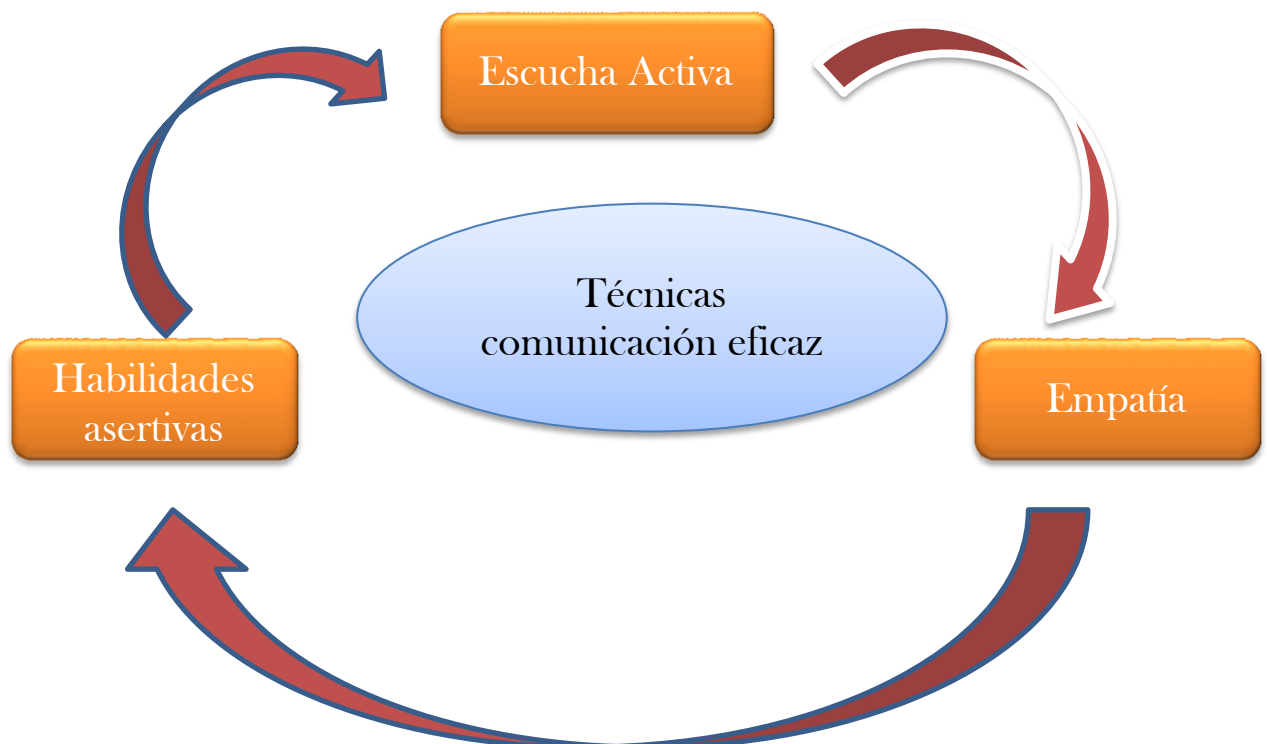 Escucha Activa
Técnicas
comunicación eficaz
Habilidades
asertivas
Empatía